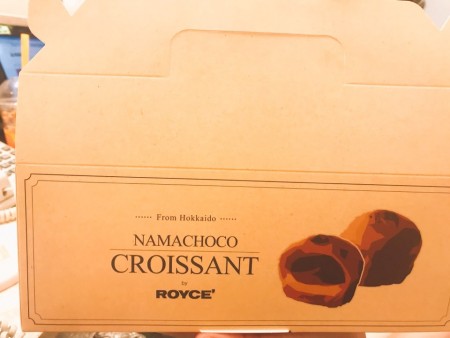 ...... From Hokkaido ......
NAMACHOCO
CROISSANT
by
ROYCE'